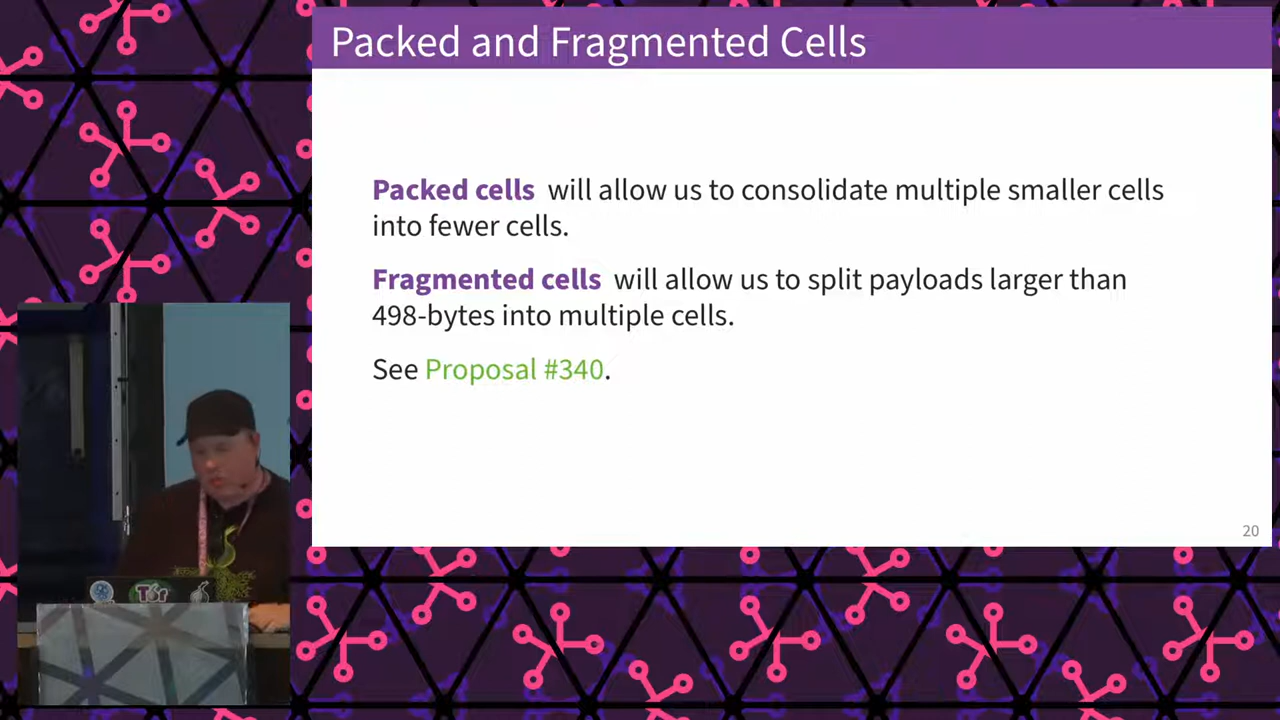 Packed and Fragmented Cells
Packed cells will allow us to consolidate multiple smaller cells
into fewer cells.
Fragmented cells will allow us to split payloads larger than
498-bytes into multiple cells.
See Proposal #340.
20
Tor